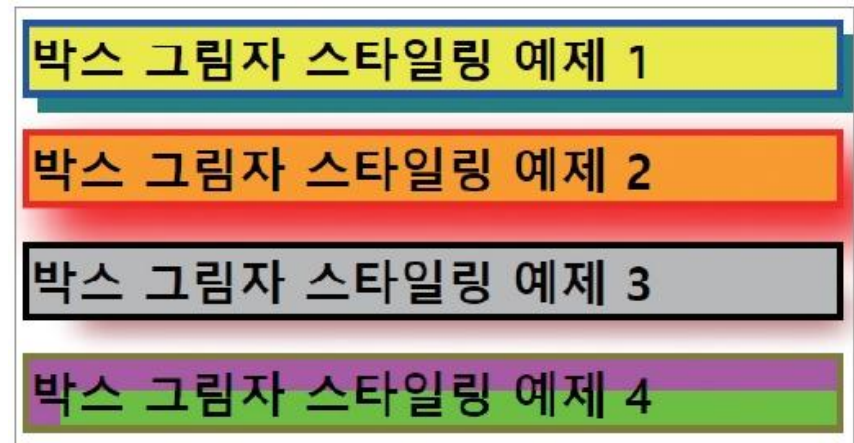 박스 그림자 스타일링 예제 1
박스 그림자 스타일링 예제 2
박스 그림자 스타일링 예제 3
박스 그림자 스타일링 예제 4